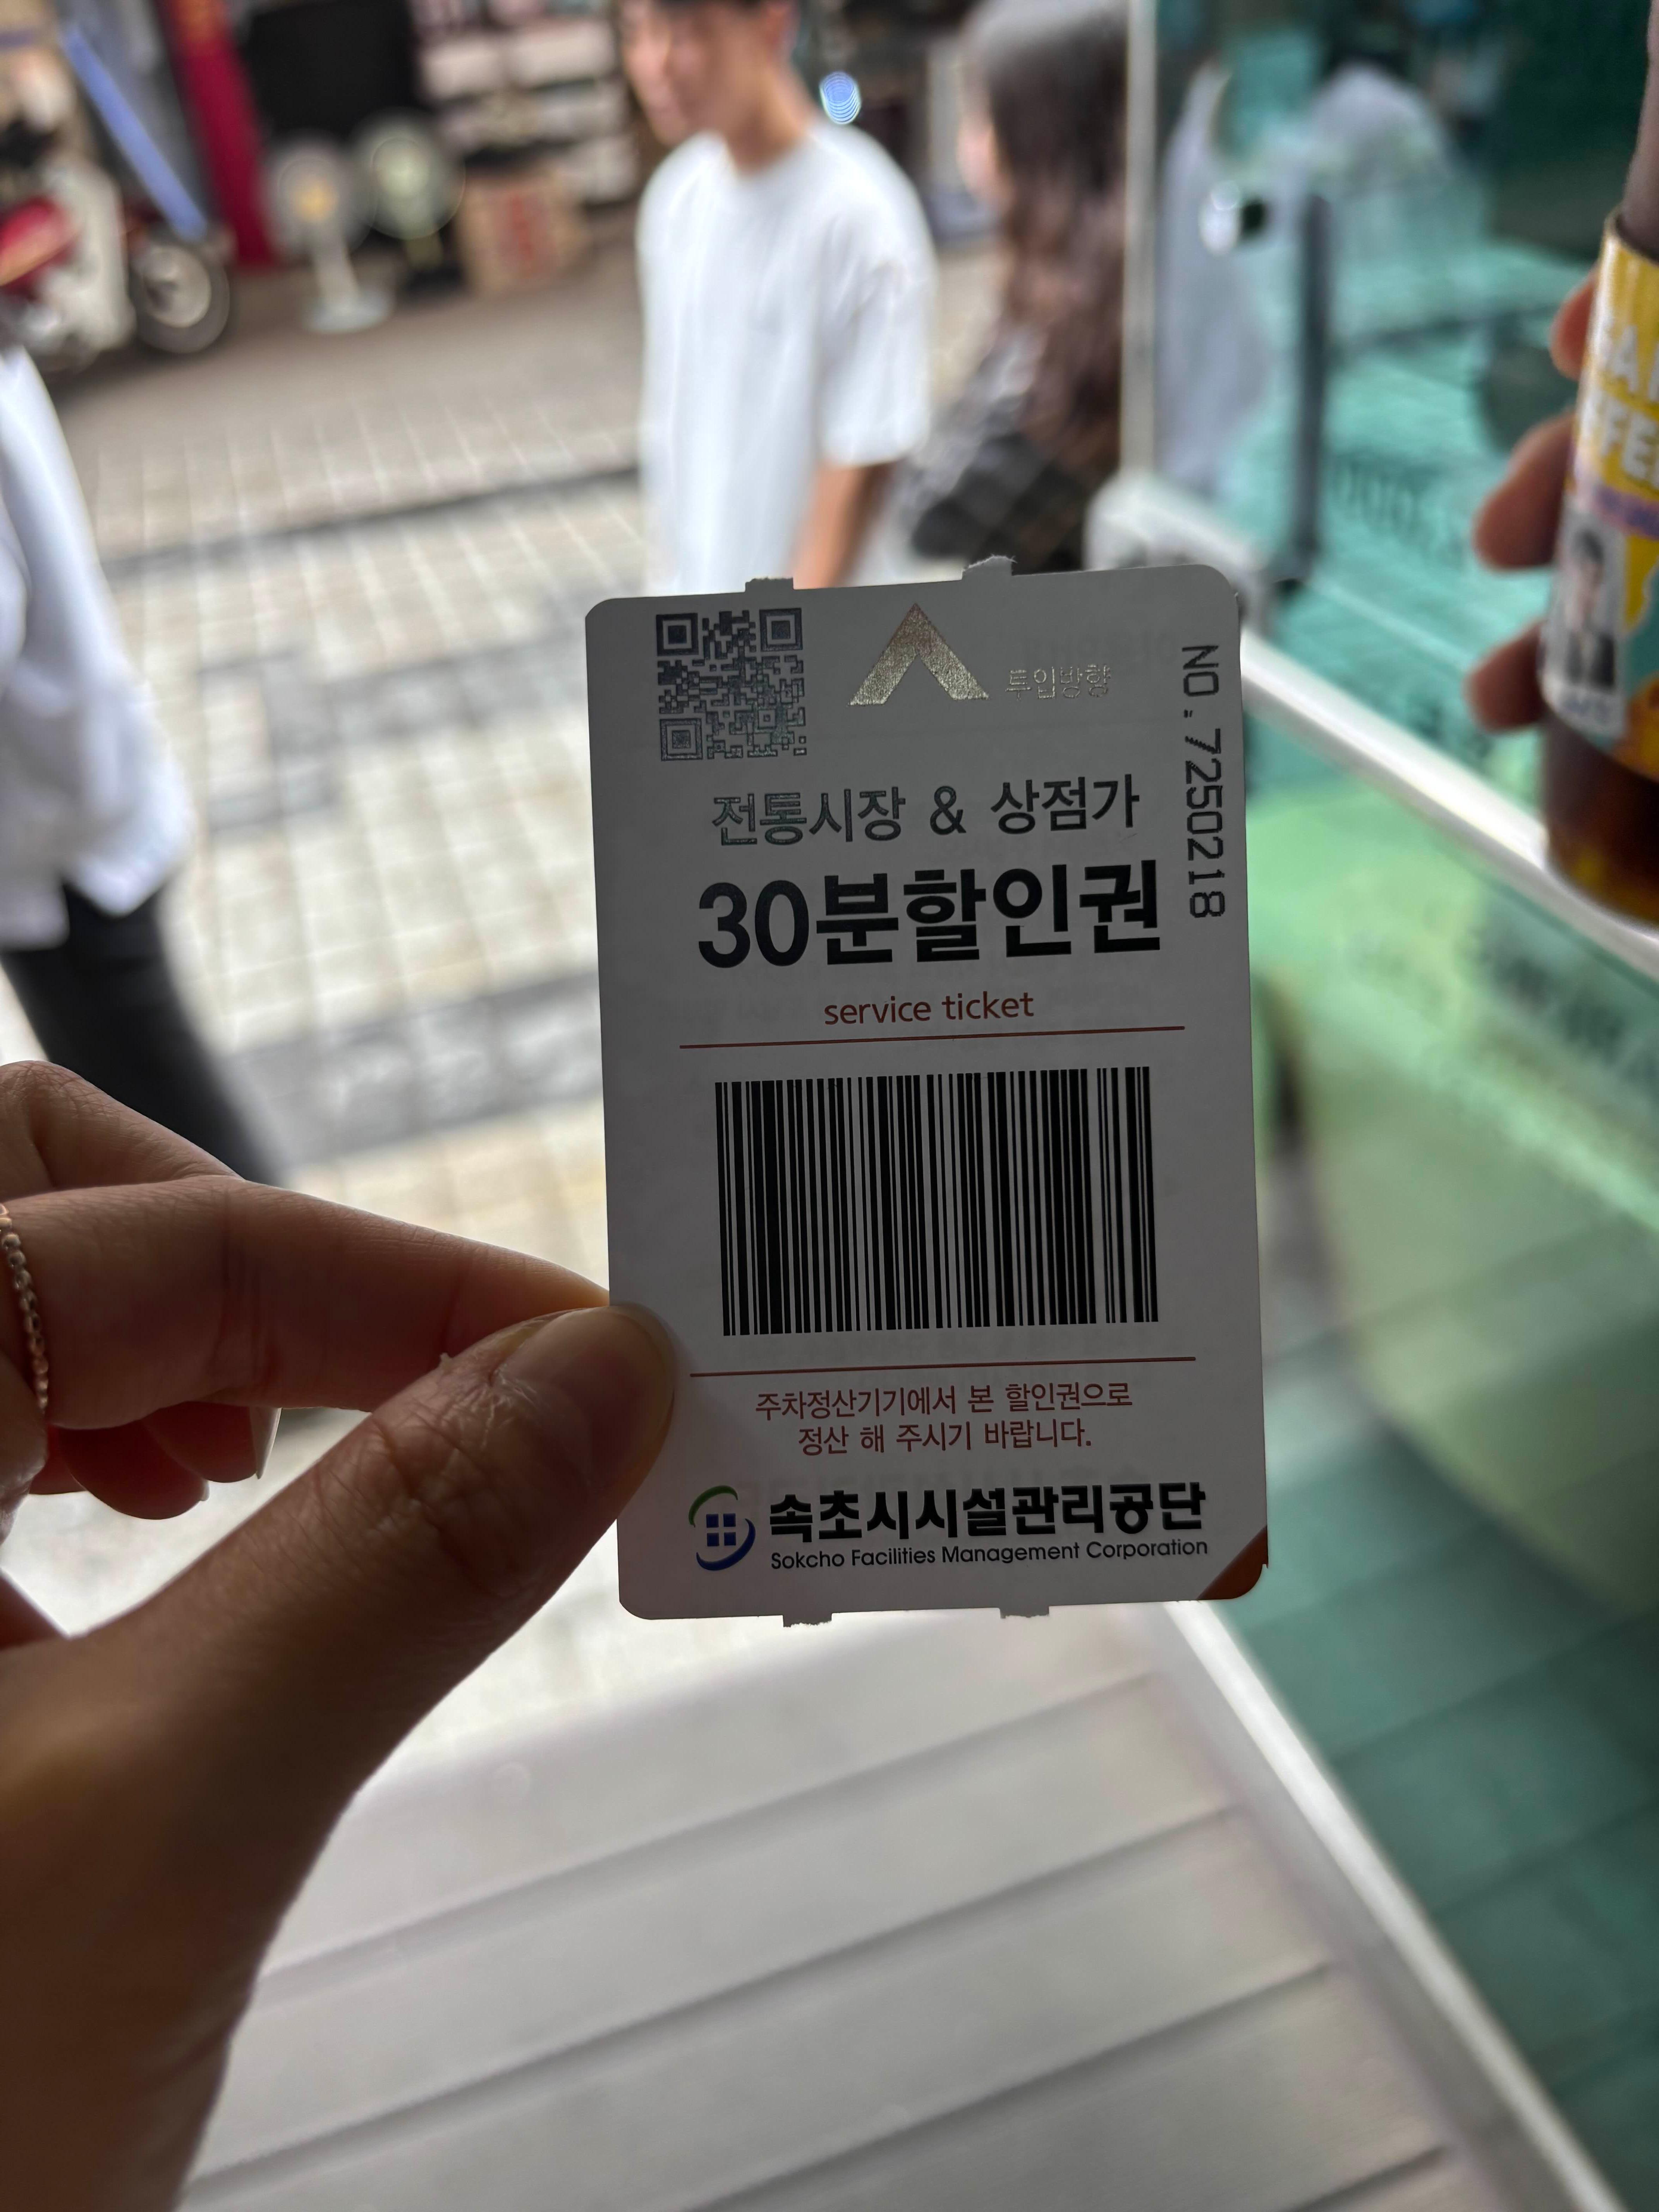 투입방향
NO.7250218
전통시장 & 상점가
30분할인권
service ticket
주차정산기기에서 본 할인권으로
정산 해 주시기 바랍니다.
속초시시설관리공단
Sokcho Facilities Management Corporation